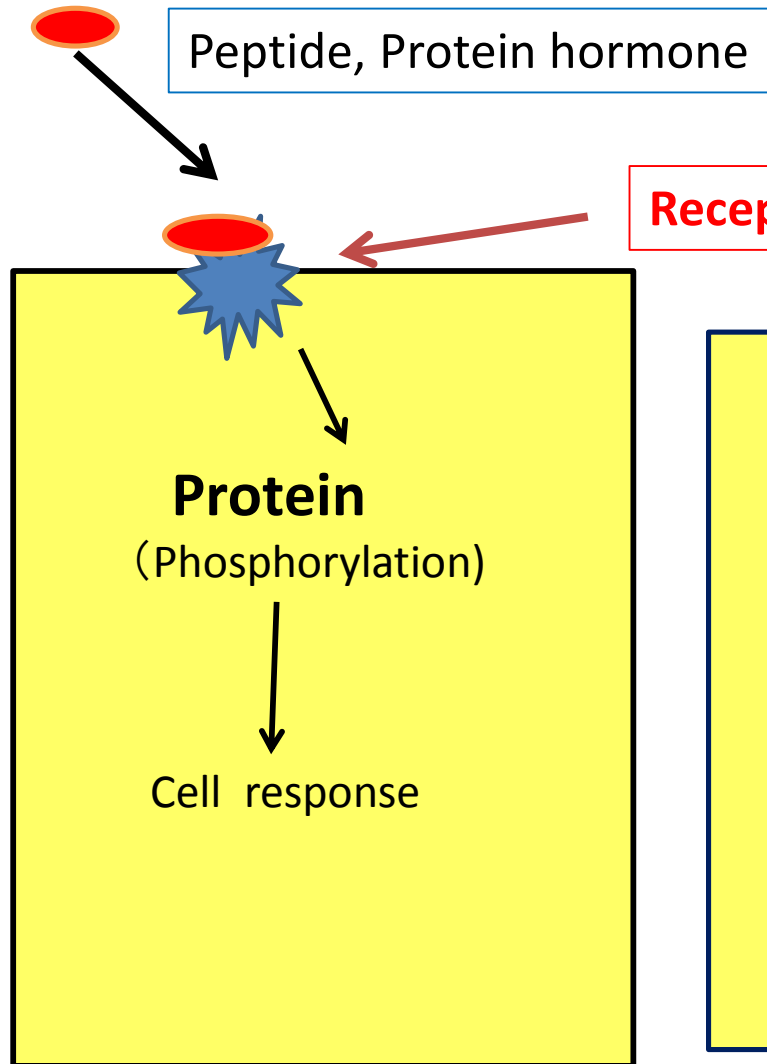 Peptide, Protein hormone
Recep
Protein
（Phosphorylation)
Cell  response